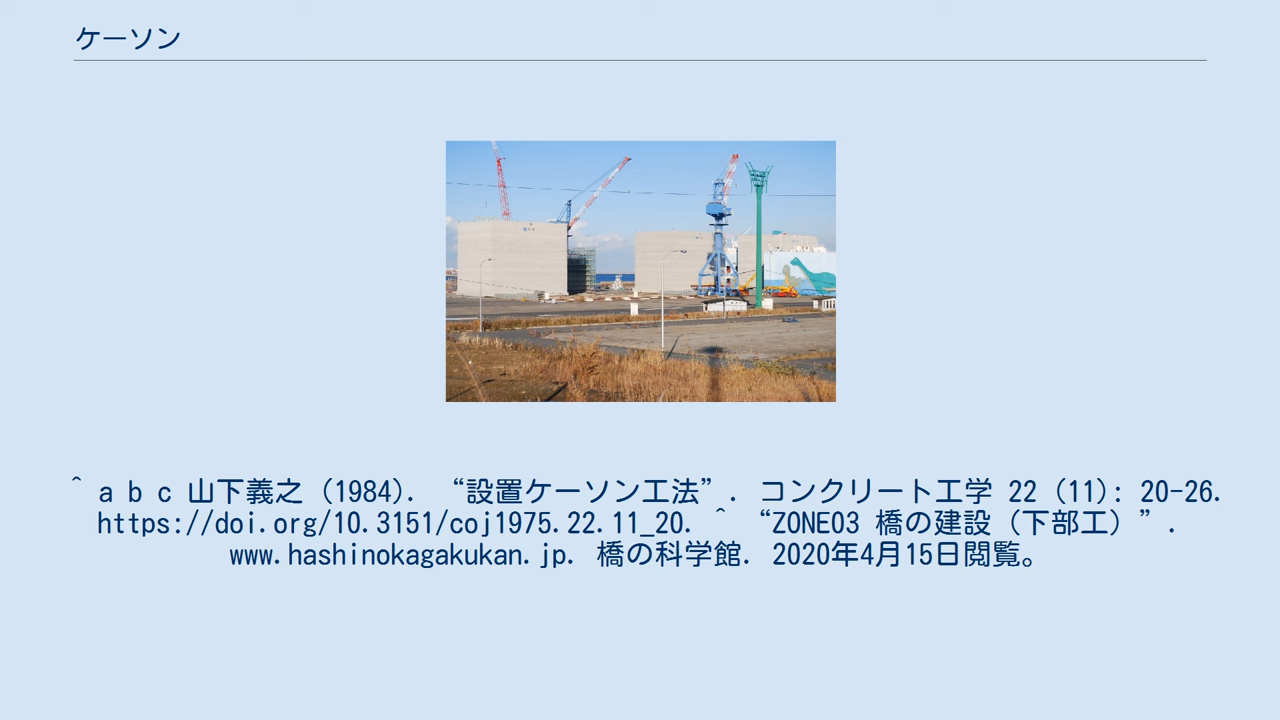 ケーソン
^ a b c 山下義之 (1984). “設置ケーソン工法”. コンクリート工学 22 (11): 20-26.
https://doi.org/10.3151/coj1975.22.11_20. ^ “ZONE03 橋の建設（下部工）”.
www.hashinokagakukan.jp. 橋の科学館. 2020年4月15日閲覧。